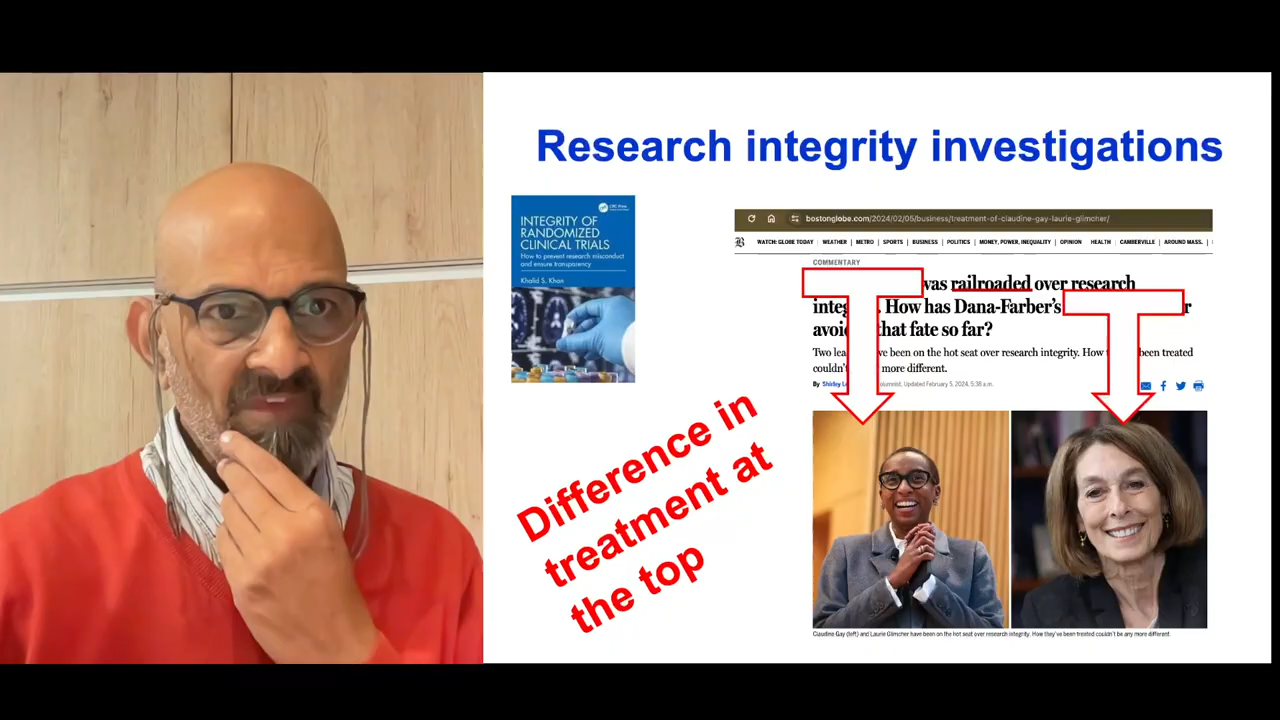 Research integrity investigations
CRC Press
INTEGRITY OF
RANDOMIZED
CLINICAL TRIALS
How to prevent research misconduct
and ensure transparency
Khalid S. Khan
bostonglobe.com/2024/02/05/business/treatment-of-claudine-gay-laurie-glimcher/
B WATCH: GLOBE TODAY | WEATHER | METRO | SPORTS | BUSINESS | POLITICS | MONEY, POWER, INEQUALITY | OPINION HEALTH | CAMBERVILLE | AROUND MASS. |
COMMENTARY
was railroaded over research
integ . How has Dana-Farber's r
avoi that fate so far?
Two lea ve been on the hot seat over research integrity. How t been treated
couldn't more different.
By Shirley L olumnist, Updated February 5, 2024, 5:38 a.m.
Difference in
treatment at
the top
Claudine Gay (left) and Laurie Glimcher have been on the hot seat over research integrity. How they've been treated couldn't be any more different.